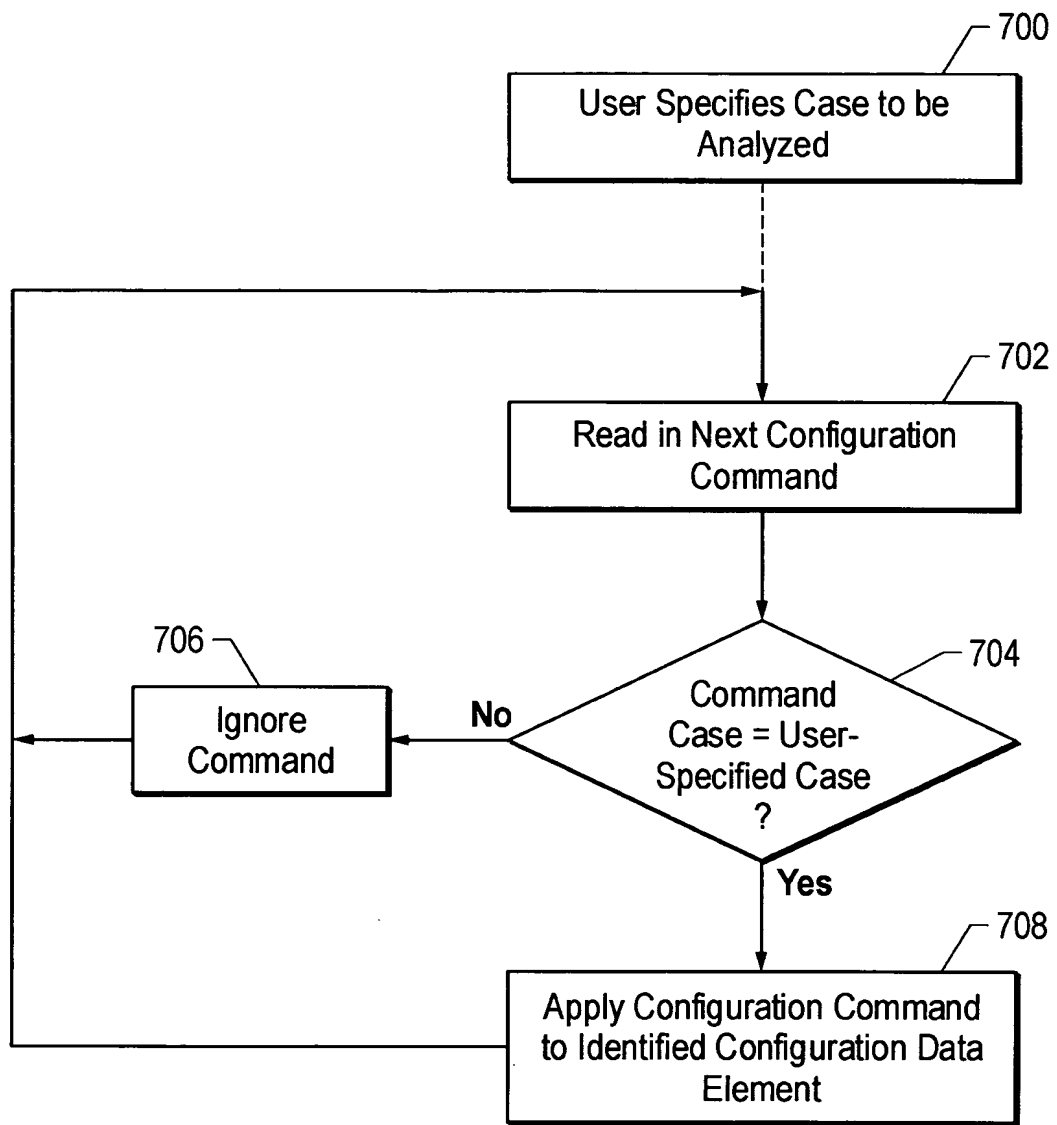 700
User Specifies Case to be
Analyzed
702
Read in Next Configuration
Command
704
Command
Case = User-
Specified Case
?
No
706
Ignore
Command
Yes
708
Apply Configuration Command
to Identified Configuration Data
Element